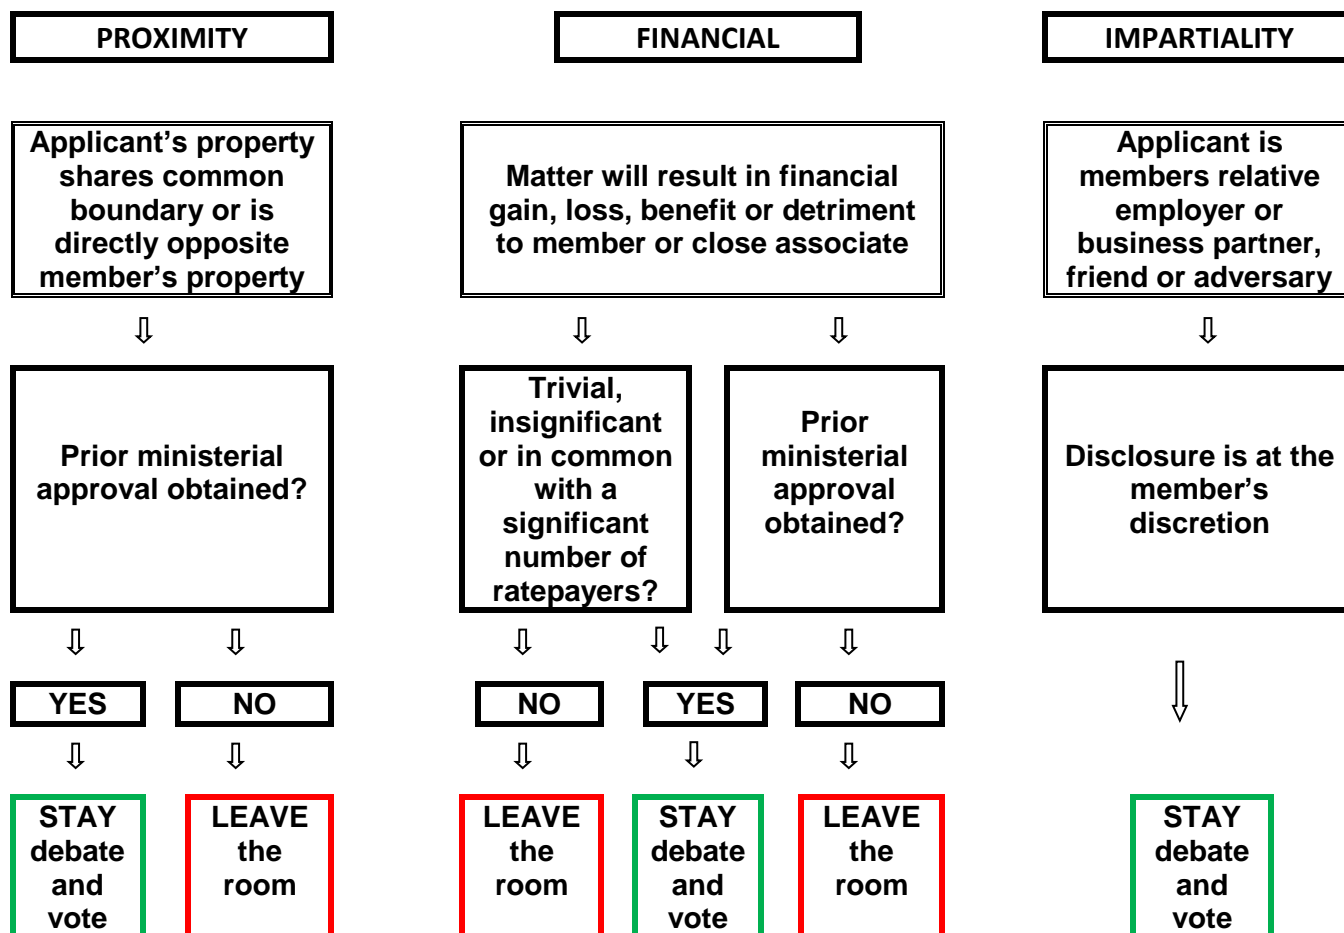 PROXIMITY
FINANCIAL
IMPARTIALITY
Applicant’s property
shares common
boundary or is
directly opposite
member’s property
Matter will result in financial
gain, loss, benefit or detriment
to member or close associate
Applicant is
members relative
employer or
business partner,
friend or adversary
Prior ministerial
approval obtained?
Trivial,
insignificant
or in common
with a
significant
number of
ratepayers?
Prior
ministerial
approval
obtained?
Disclosure is at the
member’s
discretion
YES
NO
NO
YES
NO
STAY
debate
and
vote
LEAVE
the
room
LEAVE
the
room
STAY
debate
and
vote
LEAVE
the
room
STAY
debate
and
vote